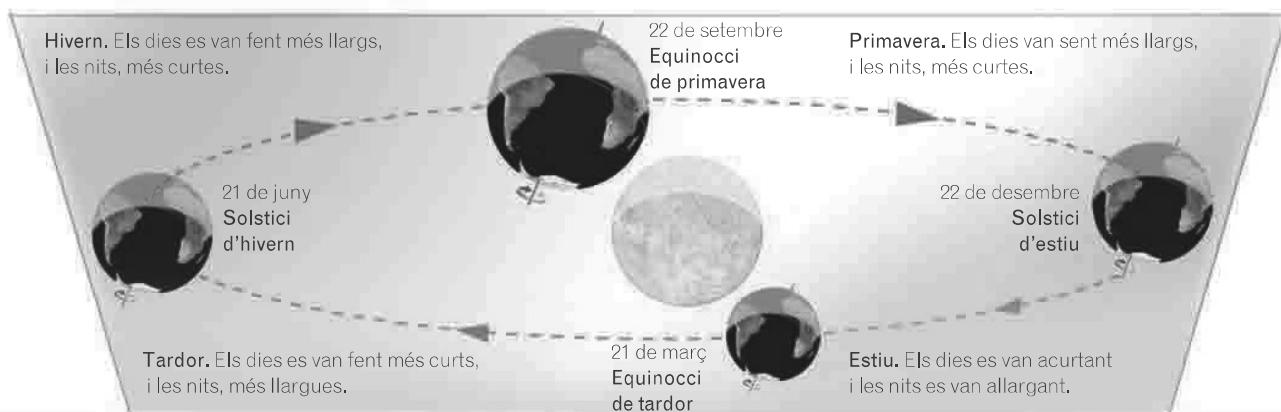 Hivern. Els dies es van fent més llargs,
i les nits, més curtes.
22 de setembre
Equinocci
de primavera
Primavera. Els dies van sent més llargs,
i les nits, més curtes.
21 de juny
Solstici
d'hivern
22 de desembre
Solstici
d'estiu
Tardor. Els dies es van fent més curts,
i les nits, més llargues.
21 de març
Equinocci
de tardor
Estiu. Els dies es van acurtant
i les nits es van allargant.